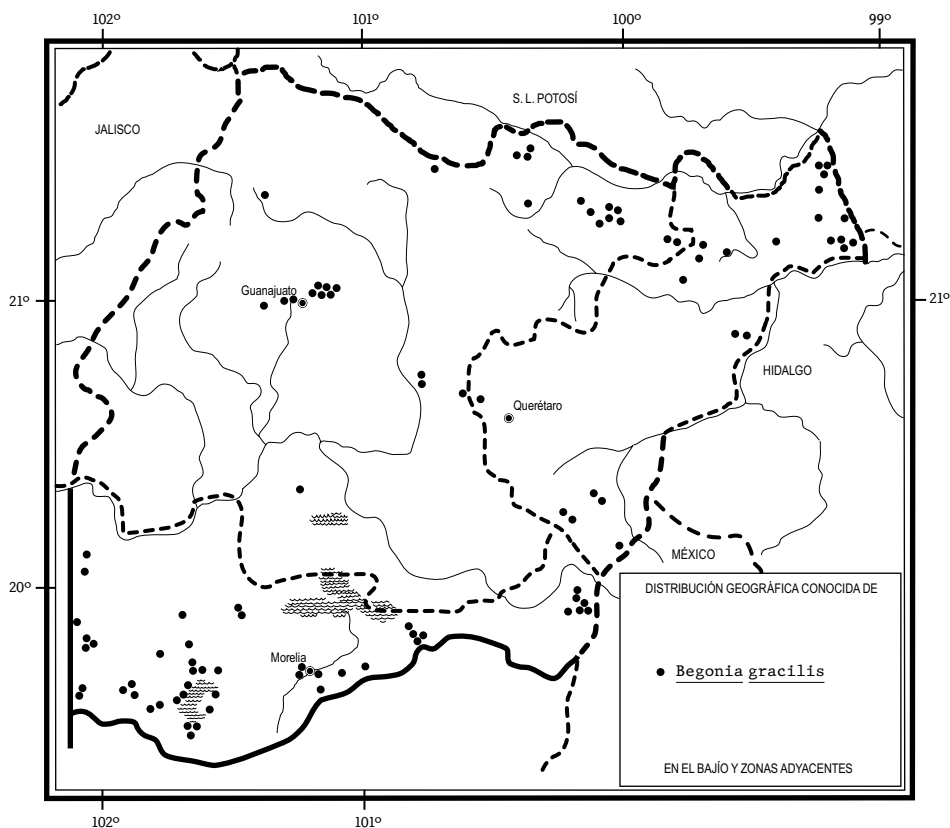 102º 101º 100º 99º
S. L. POTOSÍ
JALISCO
Guanajuato
21º 21º
HIDALGO
Querétaro
MÉXICO
20º
DISTRIBUCIÓN GEOGRÁFICA CONOCIDA DE
Morelia
Begonia gracilis
EN EL BAJÍO Y ZONAS ADYACENTES
102º 101º